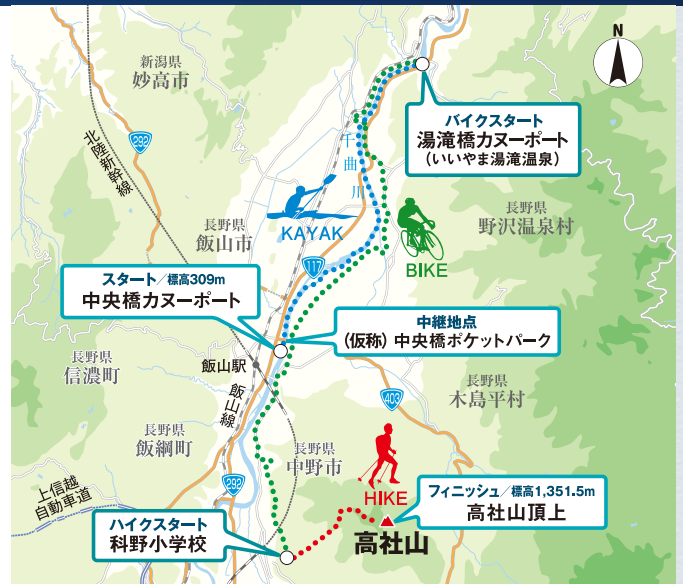 N
新潟県
妙高市
292
北陸新幹線
千曲川
バイクスタート
湯滝橋カヌーポート
(いいやま湯滝温泉)
長野県
野沢温泉村
長野県
飯山市
KAYAK
BIKE
117
スタート/標高309m
中央橋カヌーポート
中継地点
(仮称) 中央橋ポケットパーク
長野県
信濃町
飯山駅
飯山線
403
長野県
木島平村
長野県
飯綱町
長野県
中野市
上信越
自動車道
292
HIKE
フィニッシュ/標高1,351.5m
高社山頂上
高社山
ハイクスタート
科野小学校